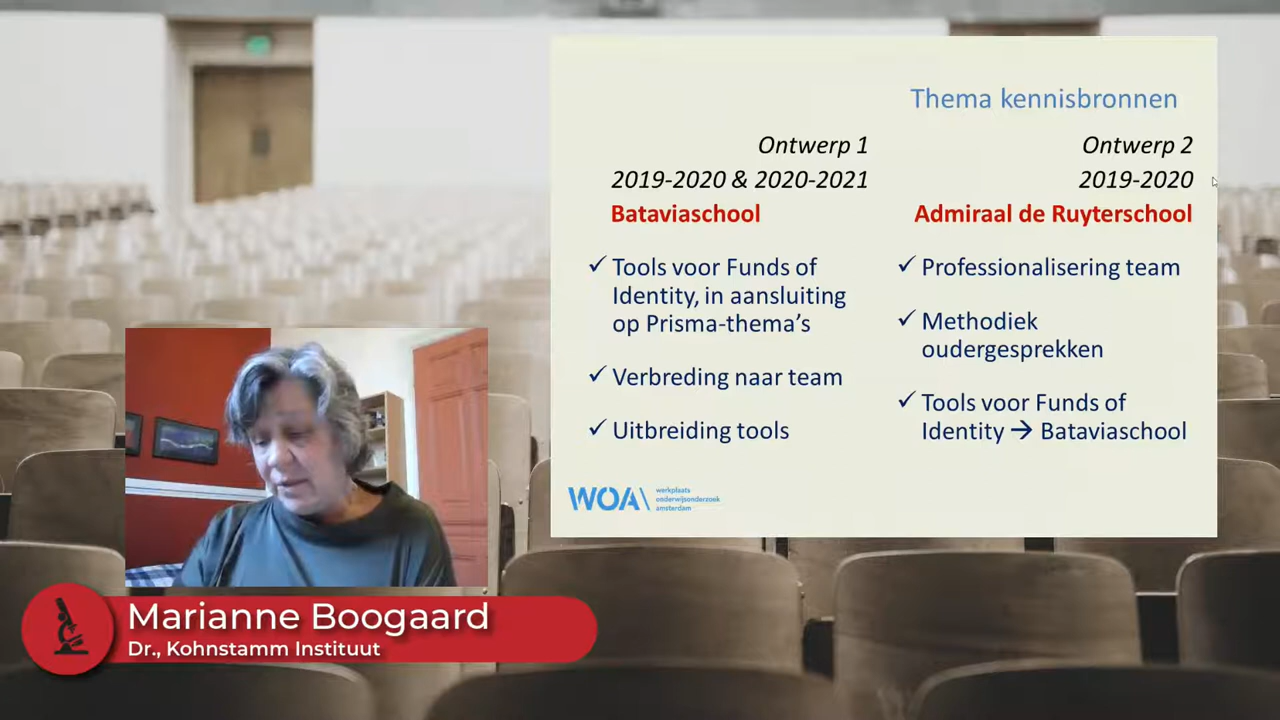 Thema kennisbronnen
Ontwerp 1
2019-2020 & 2020-2021
Bataviaschool
✓ Tools voor Funds of
Identity, in aansluiting
op Prisma-thema's
✓ Verbreding naar team
✓ Uitbreiding tools
Ontwerp 2
2019-2020
Admiraal de Ruyterschool
✓ Professionalisering team
✓ Methodiek
oudergesprekken
✓ Tools voor Funds of
Identity → Bataviaschool
WOA\
werkplaats
onderwijsonderzoek
amsterdam
Marianne Boogaard
Dr., Kohnstamm Instituut